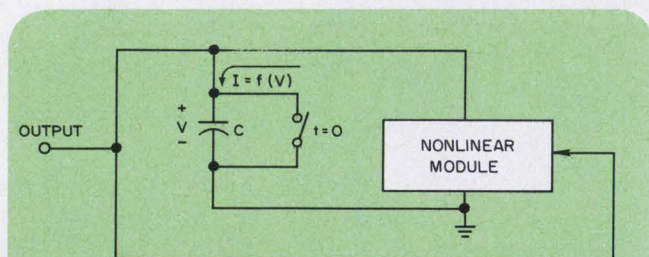 I = f (V)
+
V
-
C
t = 0
OUTPUT
NONLINEAR
MODULE